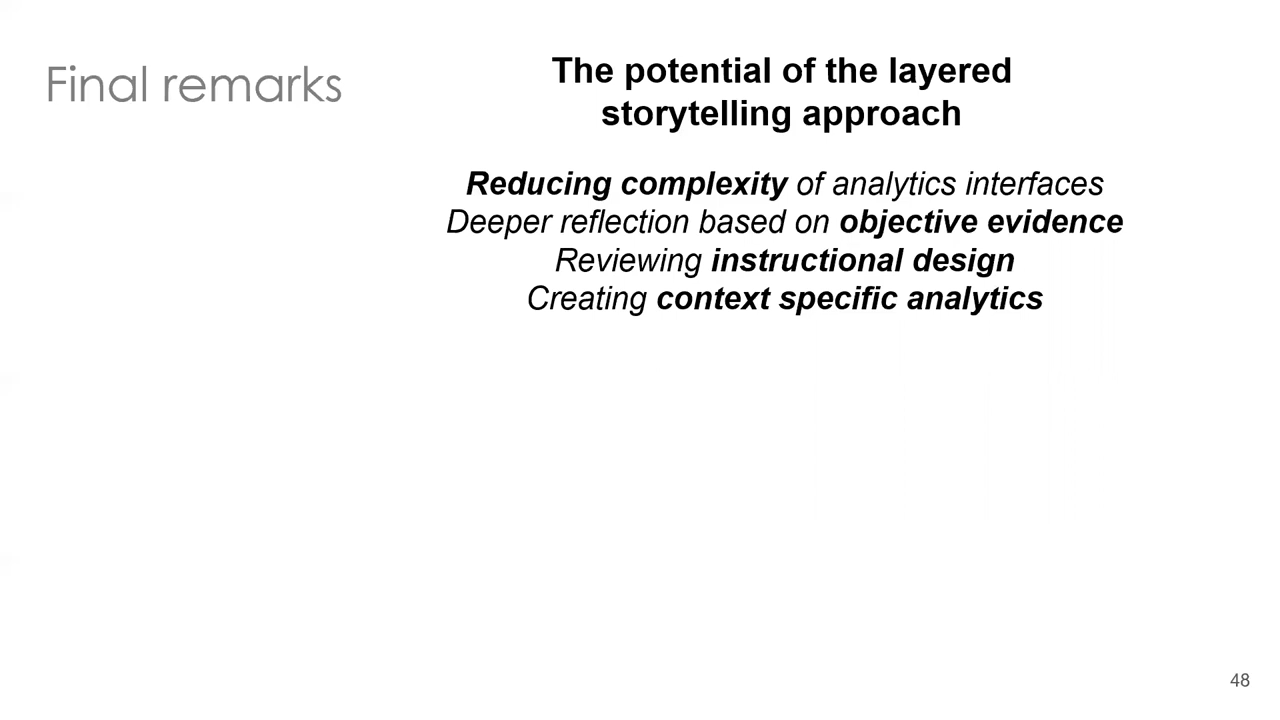 Final remarks
The potential of the layered
storytelling approach
Reducing complexity of analytics interfaces
Deeper reflection based on objective evidence
Reviewing instructional design
Creating context specific analytics
48